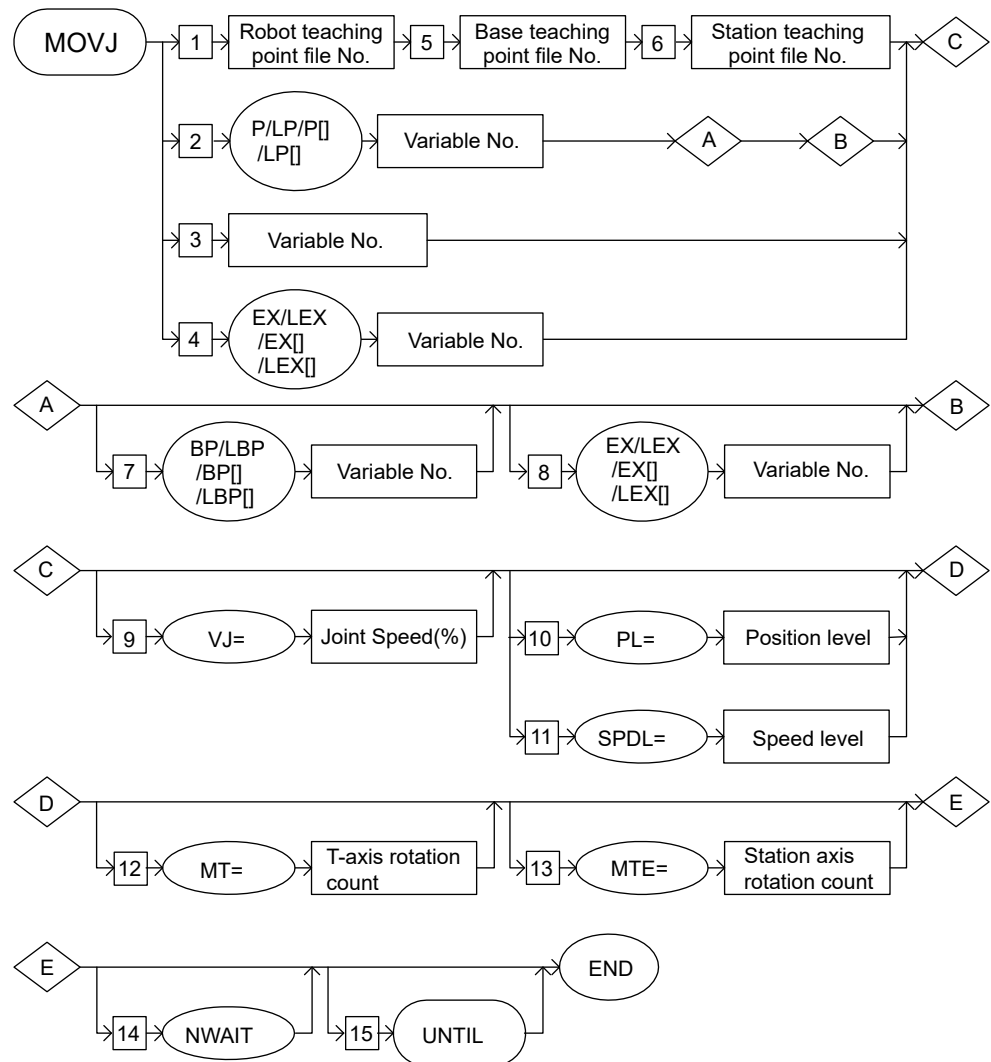 MOVJ
1
Robot teaching
point file No.
5
Base teaching
point file No.
6
Station teaching
point file No.
C
2
P/LP/P[]
/LP[]
Variable No.
A
B
3
Variable No.
4
EX/LEX
/EX[]
/LEX[]
Variable No.
A
B
7
BP/LBP
/BP[]
/LBP[]
Variable No.
8
EX/LEX
/EX[]
/LEX[]
Variable No.
C
D
9
VJ=
Joint Speed(%)
10
PL=
Position level
11
SPDL=
Speed level
D
E
12
MT=
T-axis rotation
count
13
MTE=
Station axis
rotation count
E
END
14
NWAIT
15
UNTIL